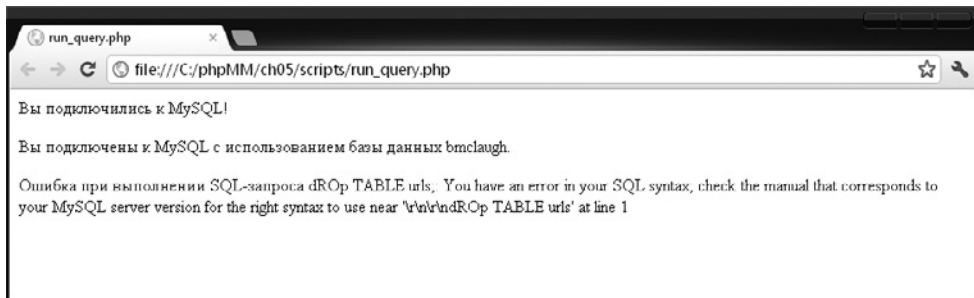 run_query.php
file:///C:/phpMM/ch05/scripts/run_query.php
Вы подключились к MySQL!
Вы подключены к MySQL с использованием базы данных bmclaugh.
Ошибка при выполнении SQL-запроса dROp TABLE urls,: You have an error in your SQL syntax, check the manual that corresponds to
your MySQL server version for the right syntax to use near '\r\n\r\ndROp TABLE urls' at line 1